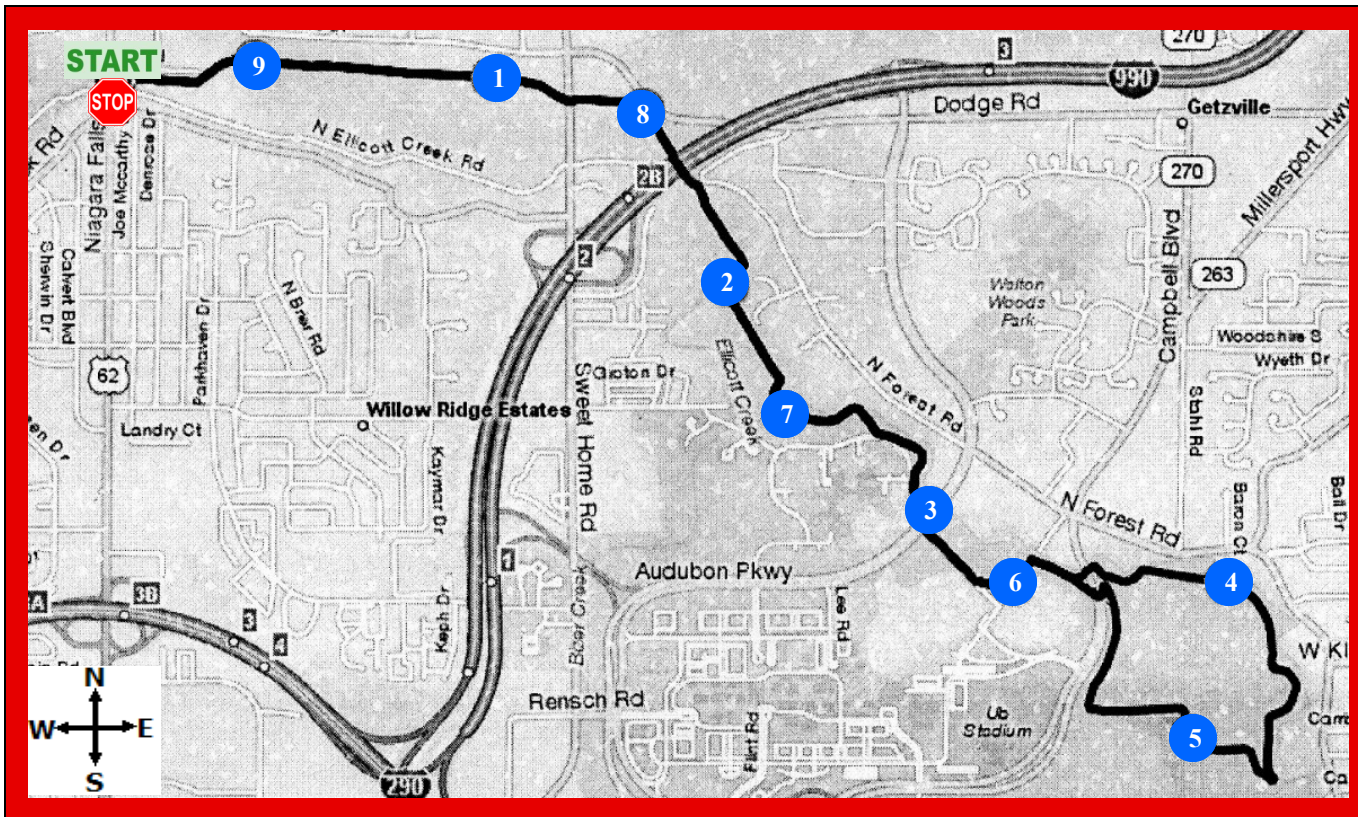 START
STOP
9
1
8
3
990
270
Dodge Rd
Getzville
270
Millersport Hwy
N Ellicott Creek Rd
2B
Niagara Falls
Joe Mccarthy
Denrose Dr
Sherwin Dr
Calvert Blvd
2
2
263
Campbell Blvd
Walton
Woods
Park
N Brier Rd
Parkhaven Dr
62
Woodshire S
Wyeth Dr
Ellicott Creek
Groton Dr
Sweet Home Rd
N Forest Rd
Willow Ridge Estates
7
Landry Ct
Stahl Rd
Kaymar Dr
3
N Forest Rd
Baron Ct
Bail Dr
1
Audubon Pkwy
6
4
3B
Keph Dr
Lee Rd
3
4
W Kl
N
W
E
S
Rensch Rd
Flint Rd
Ub
Stadium
5
290